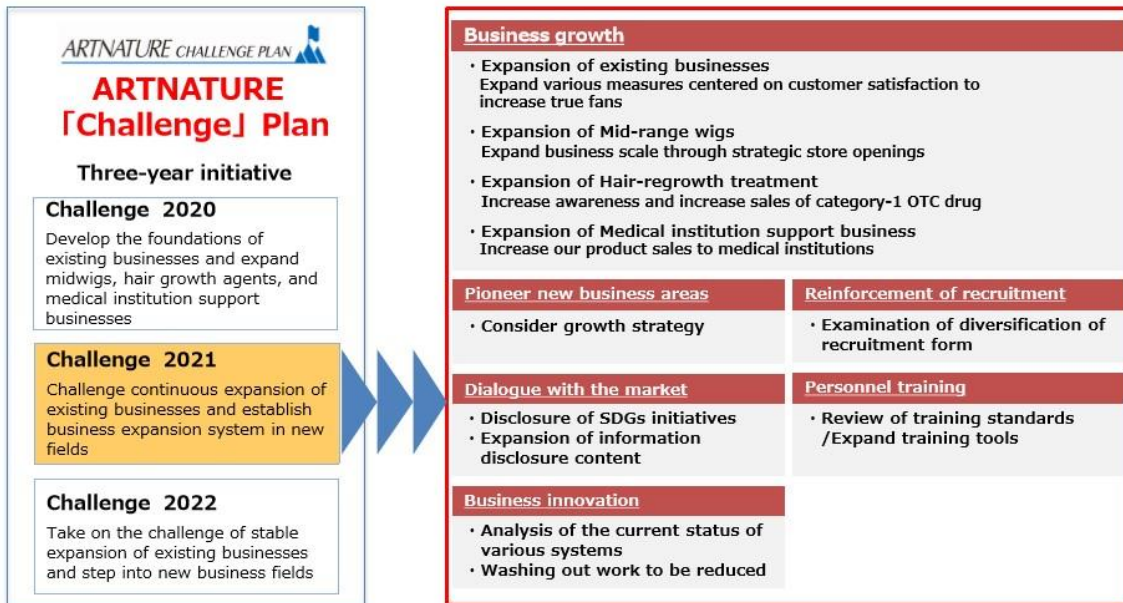 ARTNATURE CHALLENGE PLAN
ARTNATURE
「Challenge」 Plan
Three-year initiative
Challenge 2020
Develop the foundations of
existing businesses and expand
midwigs, hair growth agents, and
medical institution support
businesses
Challenge 2021
Challenge continuous expansion of
existing businesses and establish
business expansion system in new
fields
Challenge 2022
Take on the challenge of stable
expansion of existing businesses
and step into new business fields
Business growth
・Expansion of existing businesses
Expand various measures centered on customer satisfaction to
increase true fans
・Expansion of Mid-range wigs
Expand business scale through strategic store openings
・Expansion of Hair-regrowth treatment
Increase awareness and increase sales of category-1 OTC drug
・Expansion of Medical institution support business
Increase our product sales to medical institutions
Pioneer new business areas
・Consider growth strategy
Reinforcement of recruitment
・Examination of diversification of
recruitment form
Dialogue with the market
・Disclosure of SDGs initiatives
・Expansion of information
disclosure content
Personnel training
・Review of training standards
/Expand training tools
Business innovation
・Analysis of the current status of
various systems
・Washing out work to be reduced